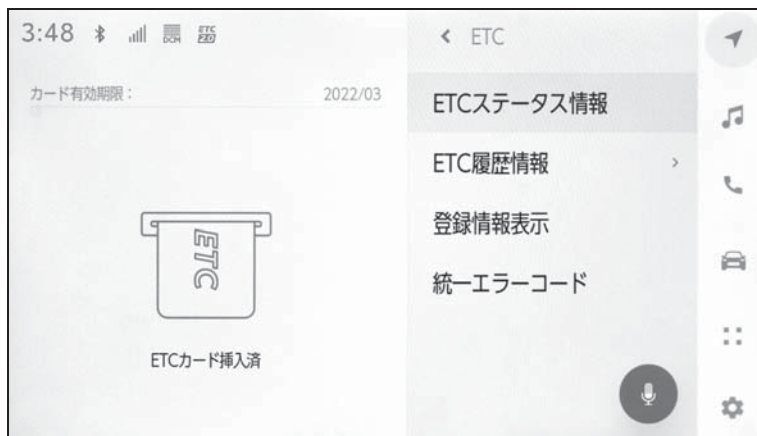 3:48
DCM
ETC
カード有効期限： 2022/03
ETC
ETCカード挿入済
ETC
ETCステータス情報
ETC履歴情報
登録情報表示
統一エラーコード